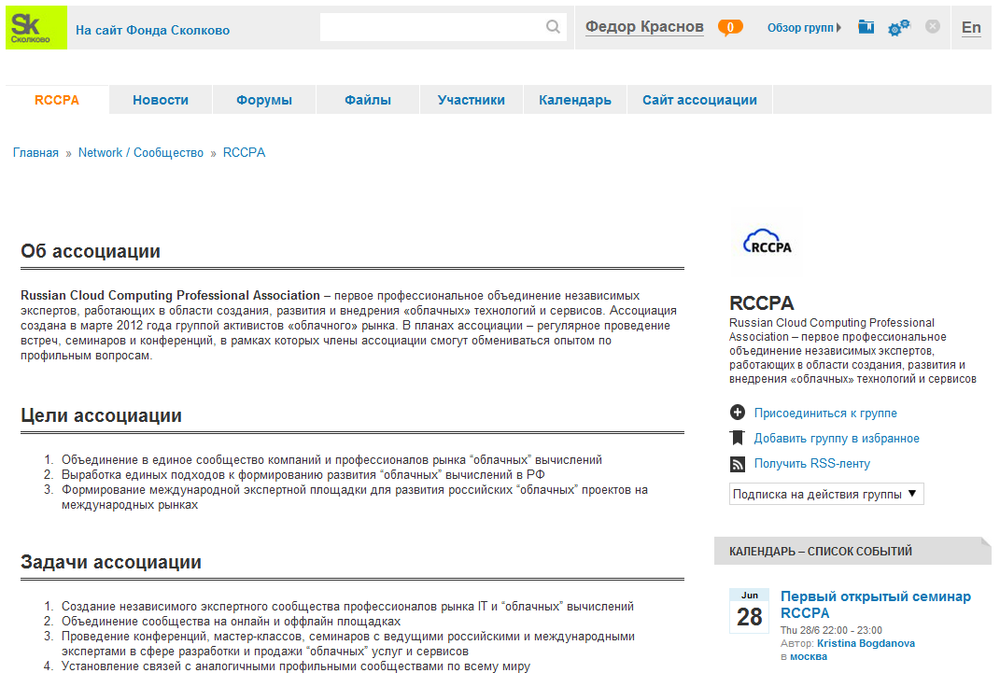 Sk
Сколково
На сайт Фонда Сколково
Федор Краснов
0
Обзор групп
En
RCCPA
Новости
Форумы
Файлы
Участники
Календарь
Сайт ассоциации
Главная » Network / Сообщество » RCCPA
Об ассоциации
Russian Cloud Computing Professional Association – первое профессиональное объединение независимых
экспертов, работающих в области создания, развития и внедрения «облачных» технологий и сервисов. Ассоциация
создана в марте 2012 года группой активистов «облачного» рынка. В планах ассоциации – регулярное проведение
встреч, семинаров и конференций, в рамках которых члены ассоциации смогут обмениваться опытом по
профильным вопросам.
Цели ассоциации
1. Объединение в единое сообщество компаний и профессионалов рынка “облачных” вычислений
2. Выработка единых подходов к формированию развития “облачных” вычислений в РФ
3. Формирование международной экспертной площадки для развития российских “облачных” проектов на
международных рынках
Задачи ассоциации
1. Создание независимого экспертного сообщества профессионалов рынка IT и “облачных” вычислений
2. Объединение сообщества на онлайн и оффлайн площадках
3. Проведение конференций, мастер-классов, семинаров с ведущими российскими и международными
экспертами в сфере разработки и продажи “облачных” услуг и сервисов
4. Установление связей с аналогичными профильными сообществами по всему миру
RCCPA
RCCPA
Russian Cloud Computing Professional
Association – первое профессиональное
объединение независимых экспертов,
работающих в области создания, развития и
внедрения «облачных» технологий и сервисов
Присоединиться к группе
Добавить группу в избранное
Получить RSS-ленту
Подписка на действия группы ▼
КАЛЕНДАРЬ – СПИСОК СОБЫТИЙ
Jun
28
Первый открытый семинар
RCCPA
Thu 28/6 22:00 - 23:00
Автор: Kristina Bogdanova
в москва